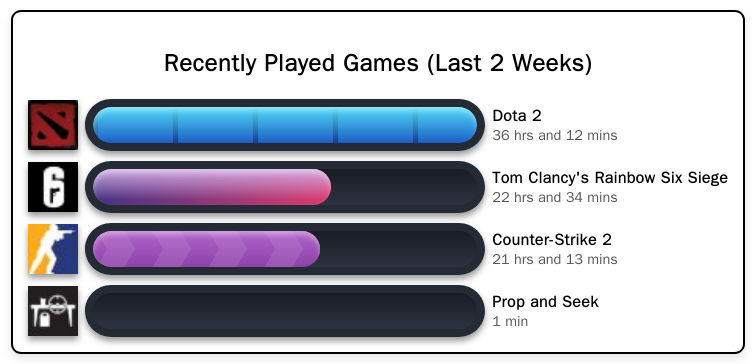 Recently Played Games (Last 2 Weeks)
Dota 2
36 hrs and 12 mins
Tom Clancy's Rainbow Six Siege
22 hrs and 34 mins
Counter-Strike 2
21 hrs and 13 mins
Prop and Seek
1 min